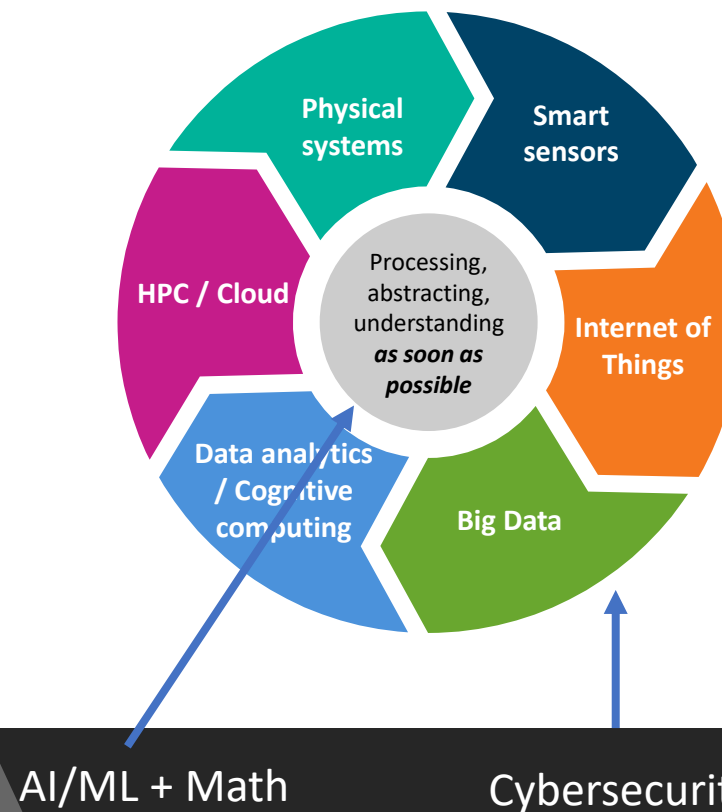 Physical
systems
Smart
sensors
HPC / Cloud
Processing,
abstracting,
understanding
as soon as
possible
Internet of
Things
Data analytics
/ Cognitive
computing
Big Data
AI/ML + Math
Cybersecurit